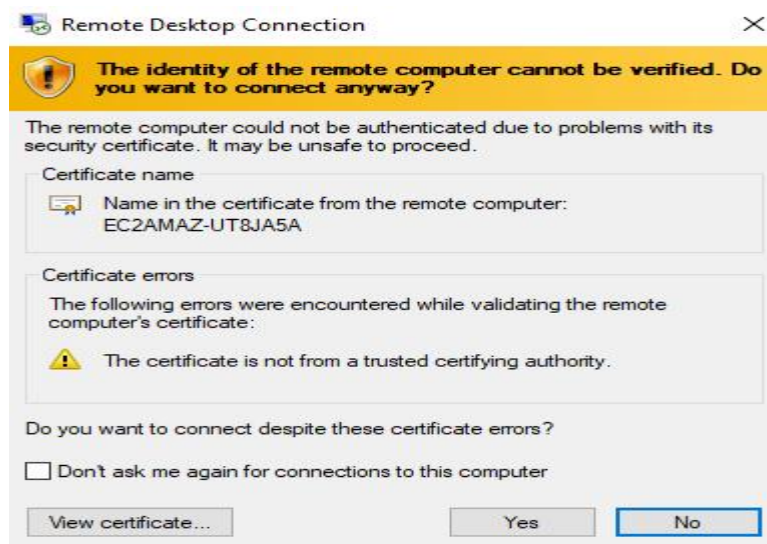 Remote Desktop Connection
The identity of the remote computer cannot be verified. Do
you want to connect anyway?
The remote computer could not be authenticated due to problems with its
security certificate. It may be unsafe to proceed.
Certificate name
Name in the certificate from the remote computer:
EC2AMAZ-UT8JA5A
Certificate errors
The following errors were encountered while validating the remote
computer's certificate:
The certificate is not from a trusted certifying authority.
Do you want to connect despite these certificate errors?
Don't ask me again for connections to this computer
View certificate... Yes No